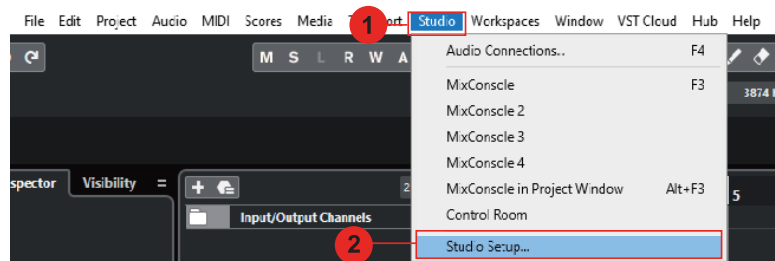 File Edit Project Audio MIDI Scores Media ort Studio Workspaces Window VST Cloud Hub Help
1
M S L R W A
Audio Connections... F4
MixConsole F3
3874
MixConsole 2
MixConsole 3
MixConsole 4
spector Visibility
2
MixConsole in Project Window Alt+F3
5
Input/Output Channels
Control Room
2
Studio Setup...